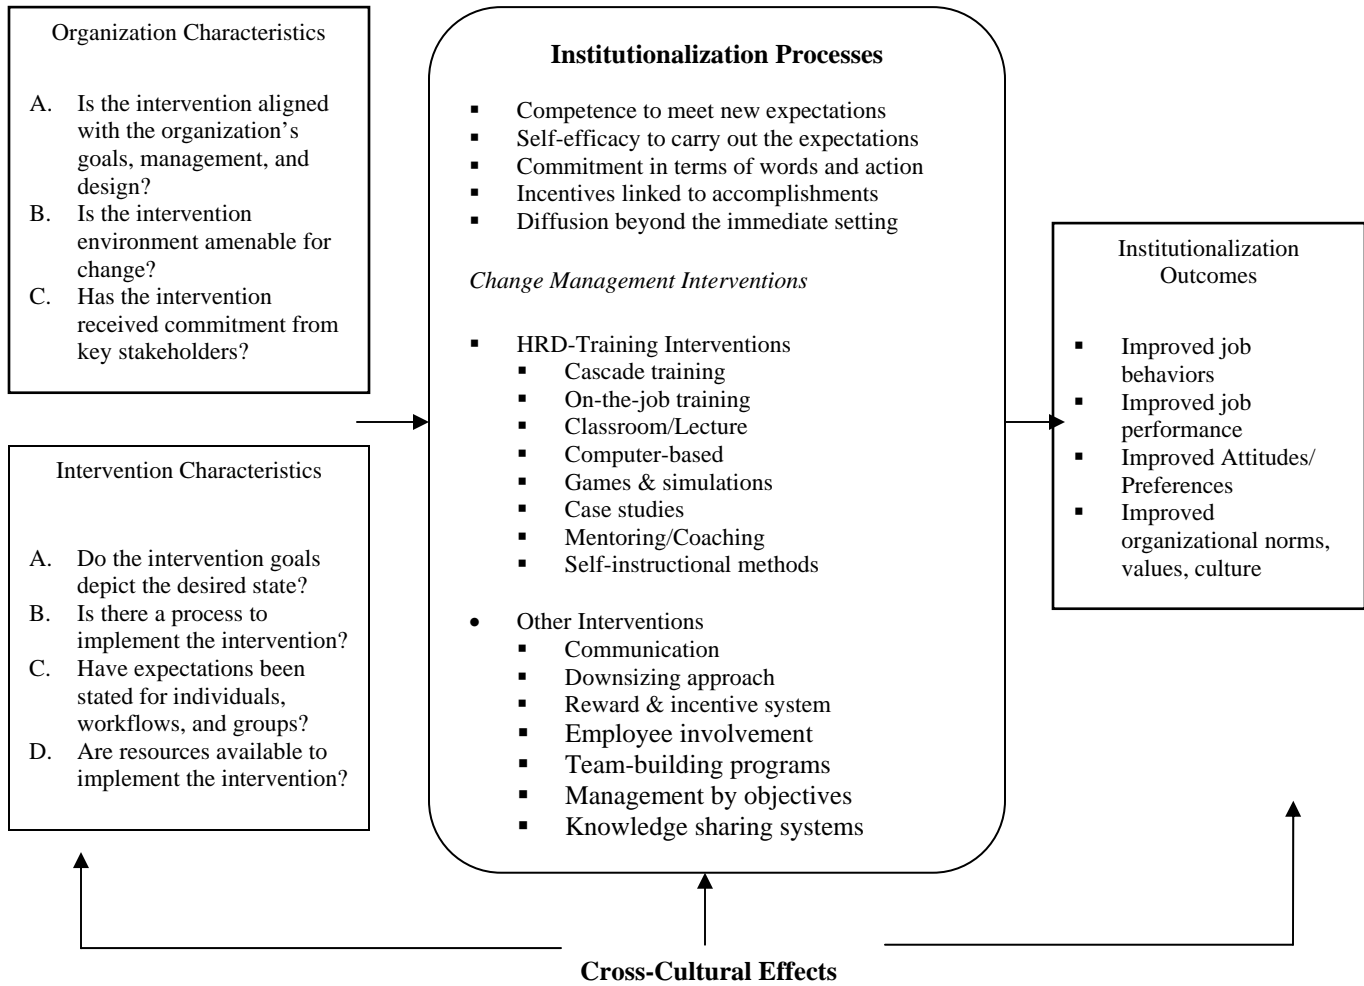 Organization Characteristics
A. Is the intervention aligned
with the organization's
goals, management, and
design?
B. Is the intervention
environment amenable for
change?
C. Has the intervention
received commitment from
key stakeholders?
Intervention Characteristics
A. Do the intervention goals
depict the desired state?
B. Is there a process to
implement the intervention?
C. Have expectations been
stated for individuals,
workflows, and groups?
D. Are resources available to
implement the intervention?
Institutionalization Processes
▪ Competence to meet new expectations
▪ Self-efficacy to carry out the expectations
▪ Commitment in terms of words and action
▪ Incentives linked to accomplishments
▪ Diffusion beyond the immediate setting
Change Management Interventions
▪ HRD-Training Interventions
▪ Cascade training
▪ On-the-job training
▪ Classroom/Lecture
▪ Computer-based
▪ Games & simulations
▪ Case studies
▪ Mentoring/Coaching
▪ Self-instructional methods
• Other Interventions
▪ Communication
▪ Downsizing approach
▪ Reward & incentive system
▪ Employee involvement
▪ Team-building programs
▪ Management by objectives
▪ Knowledge sharing systems
Institutionalization
Outcomes
▪ Improved job
behaviors
▪ Improved job
performance
▪ Improved Attitudes/
Preferences
▪ Improved
organizational norms,
values, culture
Cross-Cultural Effects